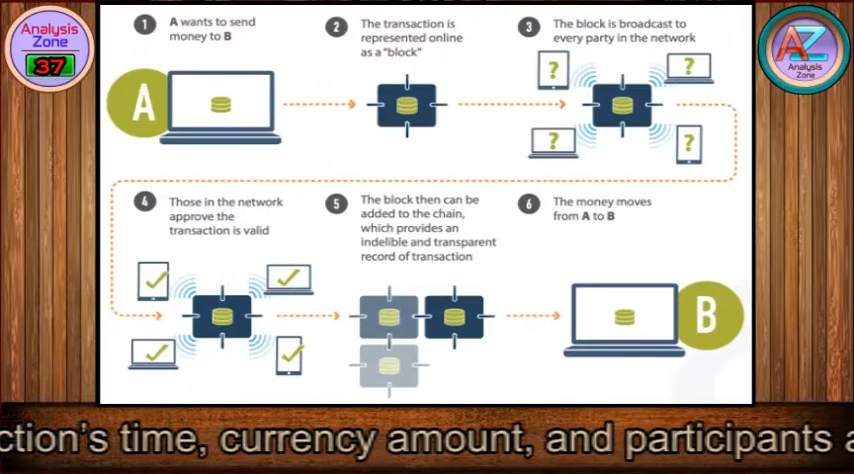 Analysis
Zone
37
1 A wants to send
money to B
2 The transaction is
represented online
as a "block"
3 The block is broadcast to
every party in the network
AZ
Analysis
Zone
A
?
?
?
?
4 Those in the network
approve the
transaction is valid
5 The block then can be
added to the chain,
which provides an
indelible and transparent
record of transaction
6 The money moves
from A to B
B
ction's time, currency amount, and participants a